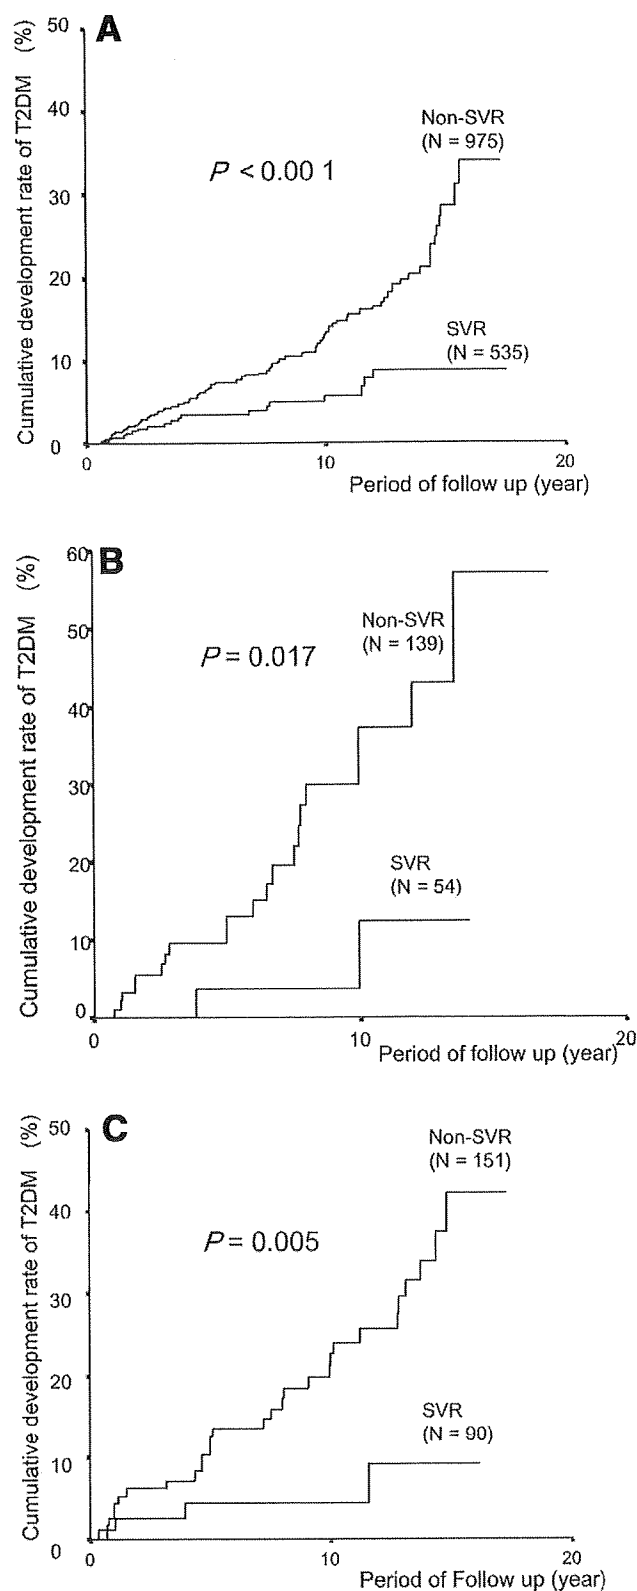 A
Cumulative development rate of T2DM (%)
50
40
30
20
10
0
Non-SVR
(N = 975)
P < 0.00 1
SVR
(N = 535)
0 10 20
Period of follow up (year)
B
Cumulative development rate of T2DM (%)
60
50
40
30
20
10
0
Non-SVR
(N = 139)
P = 0.017
SVR
(N = 54)
0 10 20
Period of follow up (year)
C
Cumulative development rate of T2DM (%)
50
40
30
20
10
0
Non-SVR
(N = 151)
P = 0.005
SVR
(N = 90)
0 10 20
Period of Follow up (year)